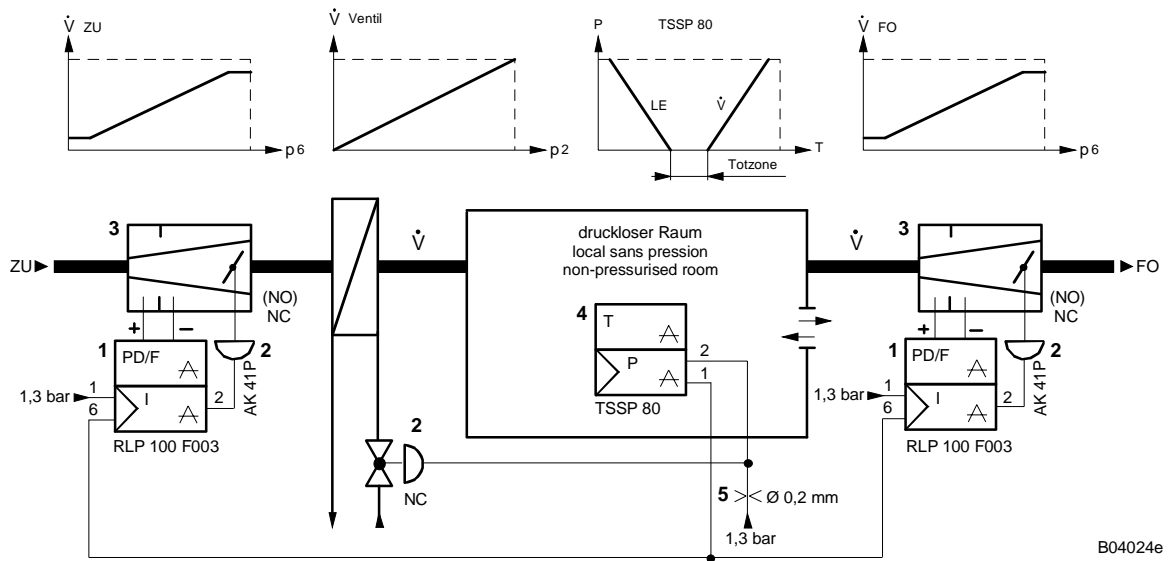 V̇ ZU
V̇ Ventil
P TSSP 80
V̇ FO
LE V̇
p6
p2
T
p6
Totzone
3
V̇
druckloser Raum
local sans pression
non-pressurised room
V̇
3
ZU
FO
(NO)
NC
4
T
(NO)
NC
+ −
+ −
1
PD/F
2
P
2
1
PD/F
2
1,3 bar
1
6
I
2
AK 41P
1
TSSP 80
1,3 bar
1
6
I
2
AK 41P
RLP 100 F003
2
RLP 100 F003
NC
5 Ø 0,2 mm
1,3 bar
B04024e